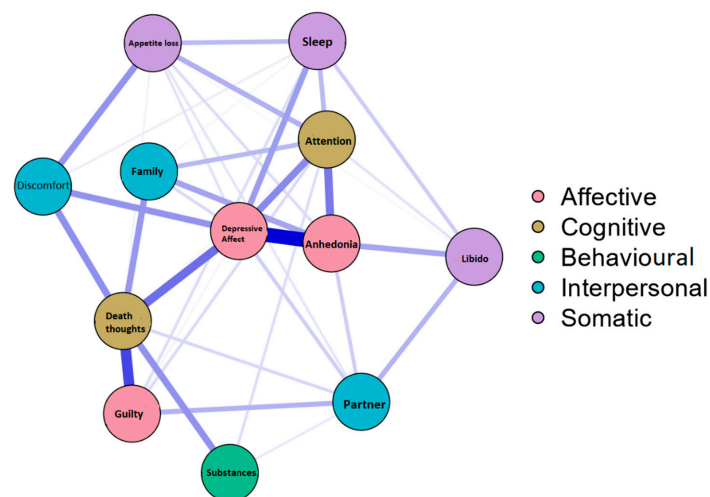 Appetite loss
Sleep
Attention
Family
Discomfort
Depressive
Affect
Anhedonia
Libido
Death
thoughts
Guilty
Partner
Substances
Affective
Cognitive
Behavioural
Interpersonal
Somatic